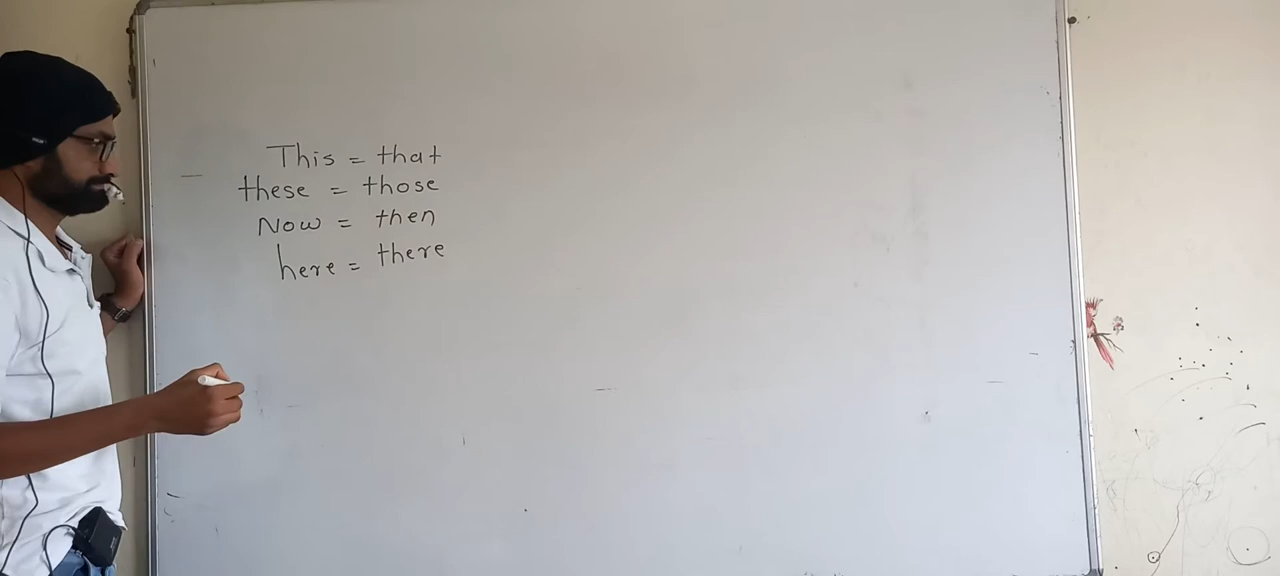 This = that
these = those
Now = then
here = there